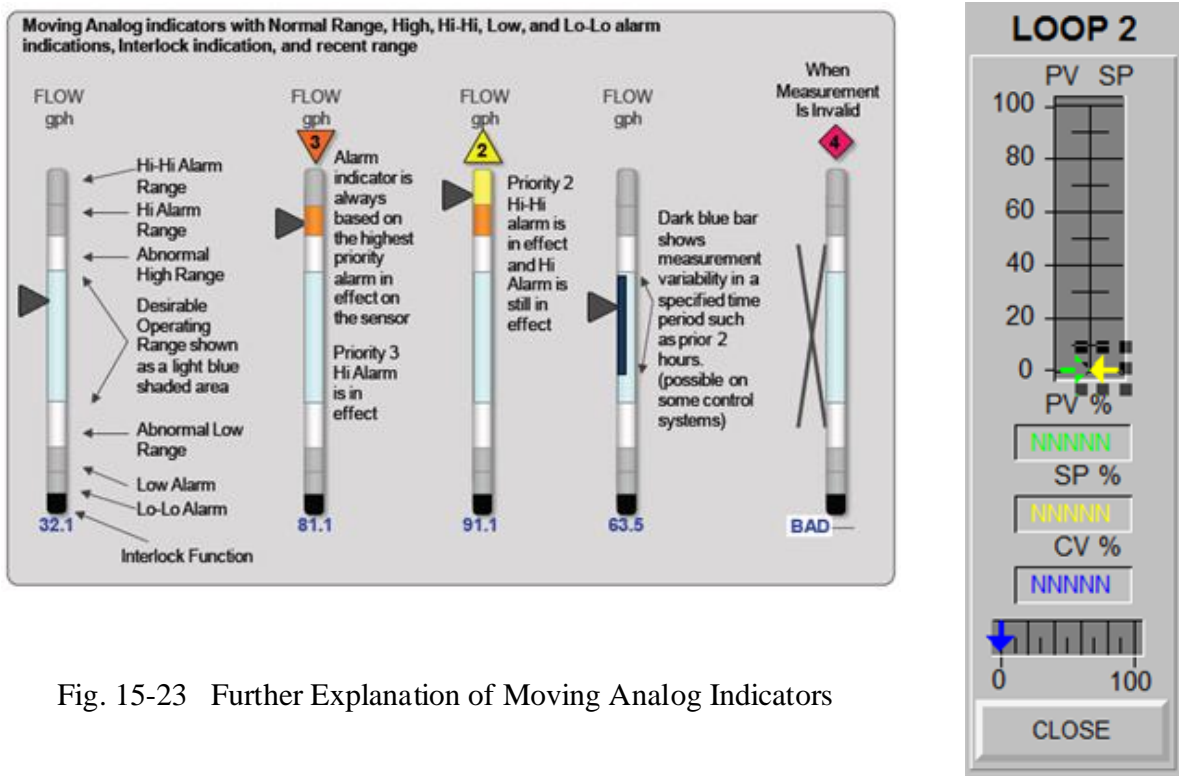 Moving Analog indicators with Normal Range, High, Hi-Hi, Low, and Lo-Lo alarm
indications, Interlock indication, and recent range
FLOW
gph
Hi-Hi Alarm
Range
Hi Alarm
Range
Abnormal
High Range
Desirable
Operating
Range shown
as a light blue
shaded area
Abnormal Low
Range
Low Alarm
Lo-Lo Alarm
32.1
Interlock Function
FLOW
gph
3
Alarm
indicator is
always
based on
the highest
priority
alarm in
effect on
the sensor
Priority 3
Hi Alarm
is in
effect
81.1
FLOW
gph
2
Priority 2
Hi-Hi
alarm is
in effect
and Hi
Alarm is
still in
effect
91.1
FLOW
gph
Dark blue bar
shows
measurement
variability in a
specified time
period such
as prior 2
hours.
(possible on
some control
systems)
63.5
When
Measurement
Is Invalid
4
BAD
Fig. 15-23 Further Explanation of Moving Analog Indicators
LOOP 2
PV SP
100
80
60
40
20
0
PV %
NNNNN
SP %
NNNNN
CV %
NNNNN
0 100
CLOSE